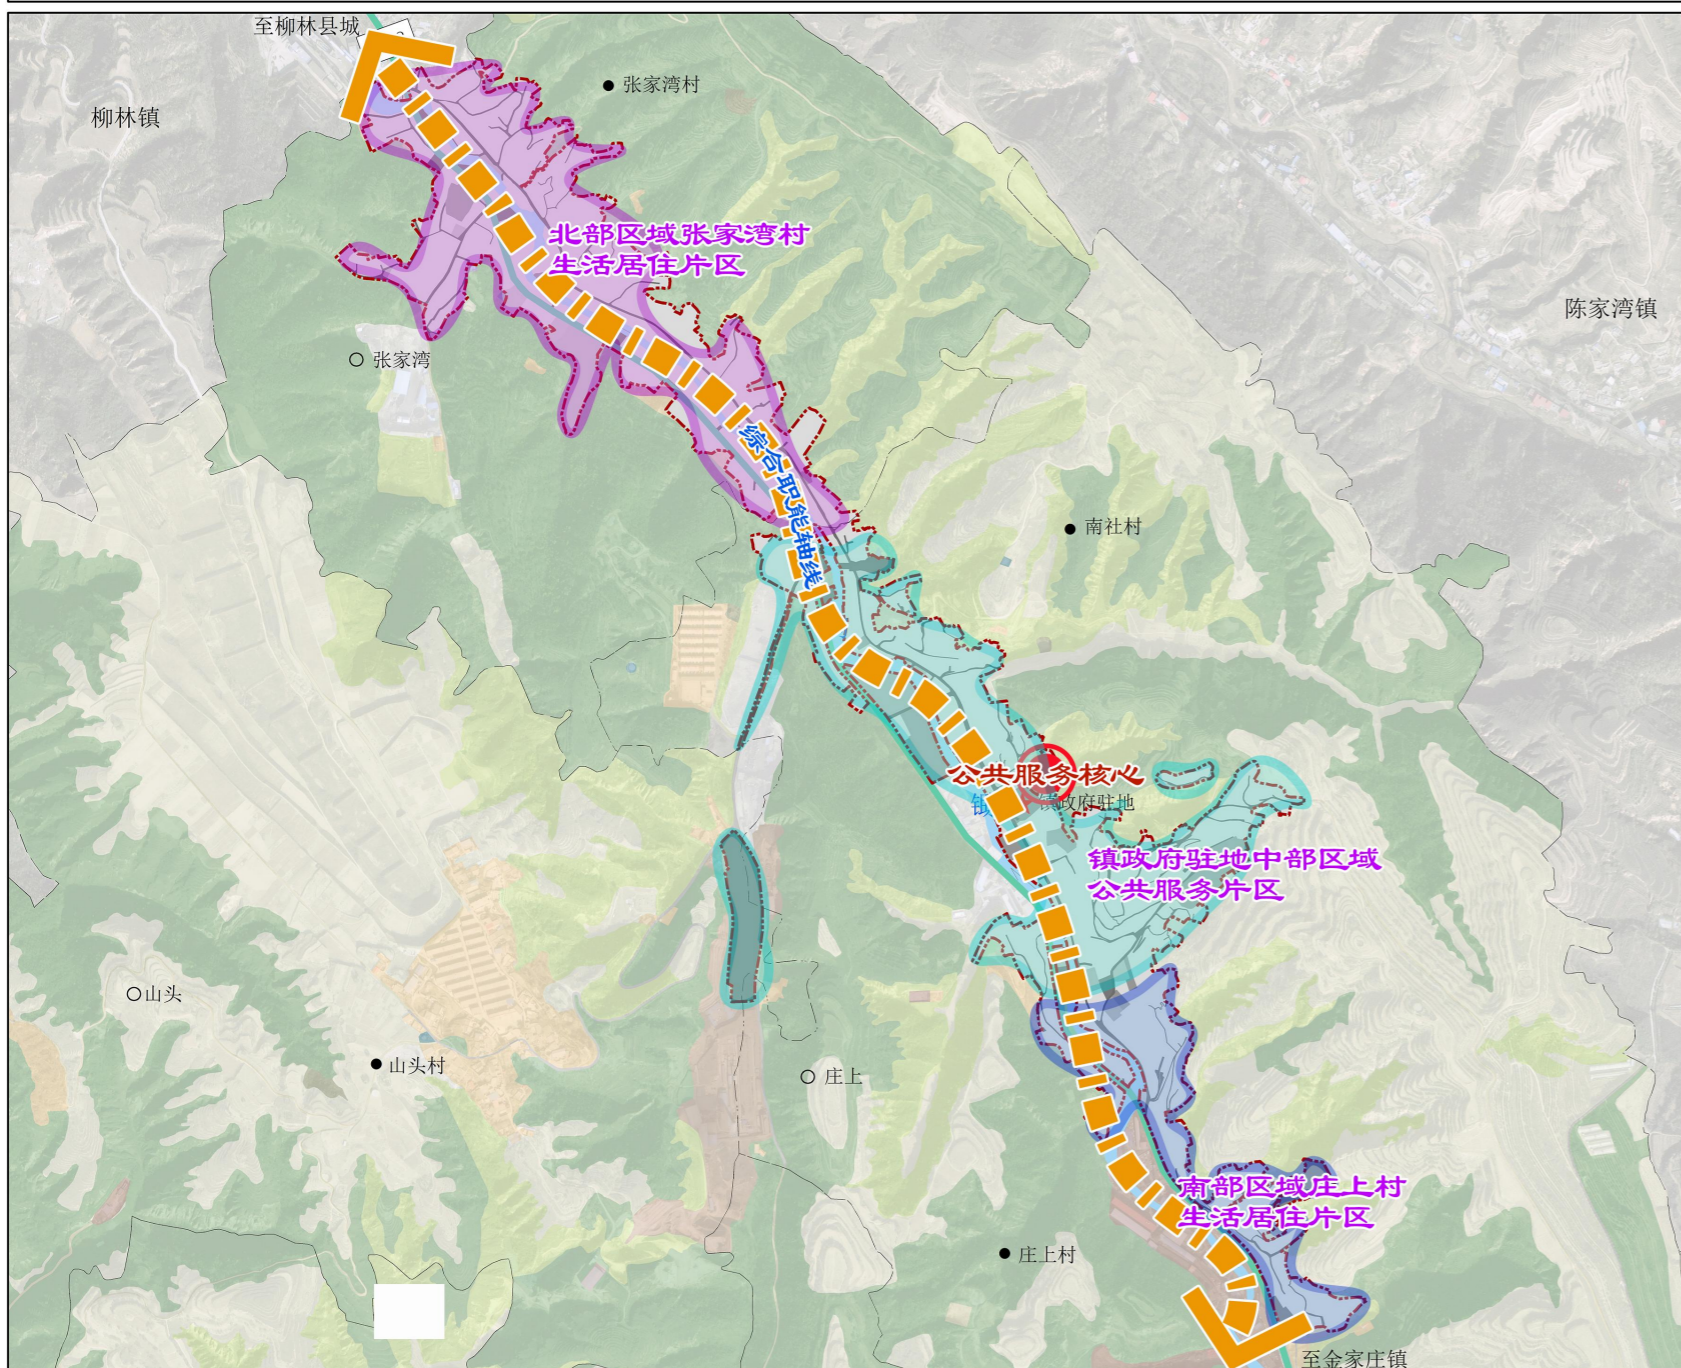 至柳林县城
柳林镇
张家湾村
北部区域张家湾村
生活居住片区
陈家湾镇
张家湾
综合职能轴线
南社村
公共服务核心
镇政府驻地
镇政府驻地中部区域
公共服务片区
山头
山头村
庄上
南部区域庄上村
生活居住片区
庄上村
至金家庄镇